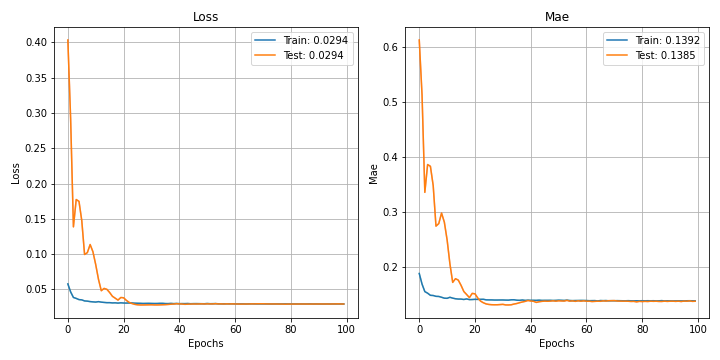 Loss
Train: 0.0294
Test: 0.0294
0.40
0.35
0.30
0.25
0.20
0.15
0.10
0.05
Loss
0 20 40 60 80 100
Epochs
Mae
Train: 0.1392
Test: 0.1385
0.6
0.5
0.4
0.3
0.2
Mae
0 20 40 60 80 100
Epochs